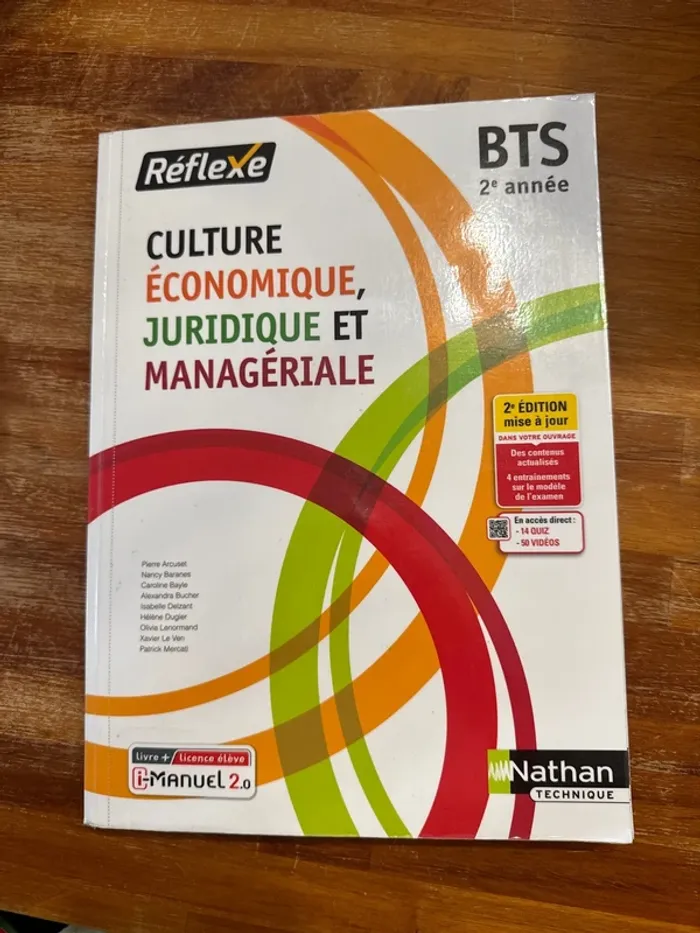 Réflexe
BTS
2e année
CULTURE
ÉCONOMIQUE,
JURIDIQUE ET
MANAGÉRIALE
2e ÉDITION
mise à jour
DANS VOTRE OUVRAGE
Des contenus
actualisés
4 entrainements
sur le modèle
de l'examen
En accès direct :
- 14 QUIZ
- 50 VIDÉOS
Pierre Arcuset
Nancy Baranes
Caroline Bayle
Alexandra Bucher
Isabelle Delzant
Hélène Dugier
Olivia Lenormand
Xavier Le Ven
Patrick Mercati
livre + licence élève
i-MANUEL 2.0
Nathan
TECHNIQUE